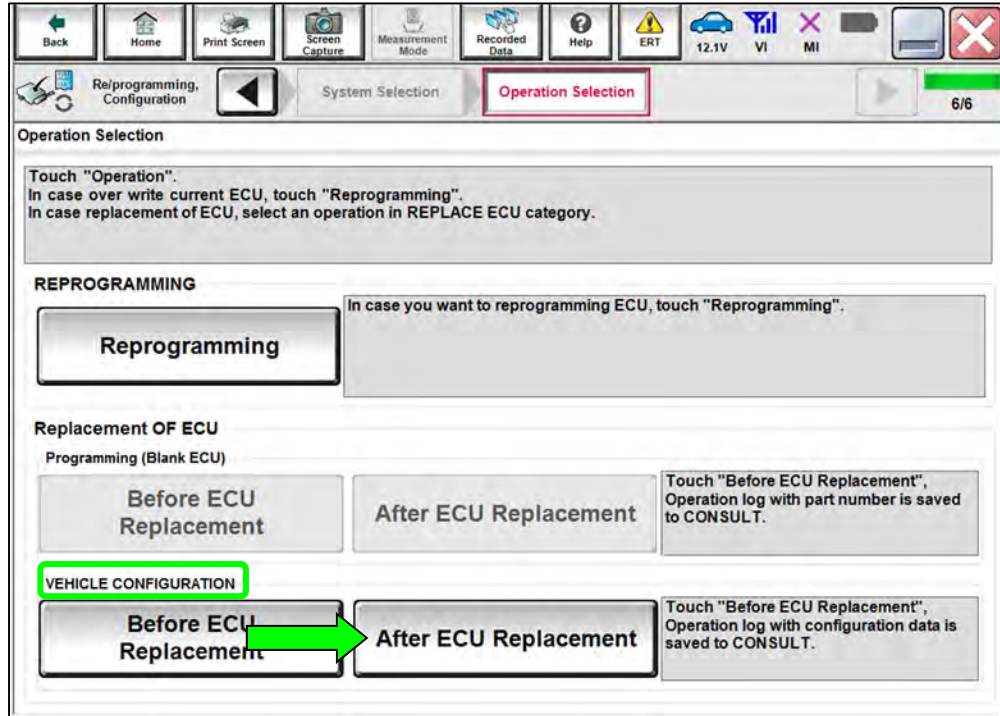 Back
Home
Print Screen
Screen
Capture
Measurement
Mode
Recorded
Data
Help
ERT
12.1V
VI
MI
Re/programming,
Configuration
System Selection
Operation Selection
6/6
Operation Selection
Touch "Operation".
In case over write current ECU, touch "Reprogramming".
In case replacement of ECU, select an operation in REPLACE ECU category.
REPROGRAMMING
Reprogramming
In case you want to reprogramming ECU, touch "Reprogramming".
Replacement OF ECU
Programming (Blank ECU)
Before ECU
Replacement
After ECU Replacement
Touch "Before ECU Replacement",
Operation log with part number is saved
to CONSULT.
VEHICLE CONFIGURATION
Before ECU
Replacement
After ECU Replacement
Touch "Before ECU Replacement",
Operation log with configuration data is
saved to CONSULT.